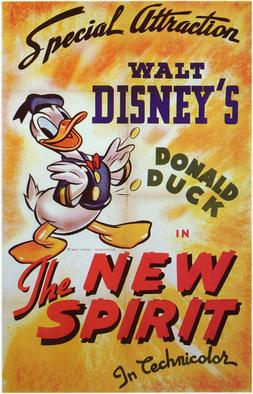 Special Attraction
WALT
DISNEY'S
DONALD
DUCK
IN
The NEW
SPIRIT
In Technicolor